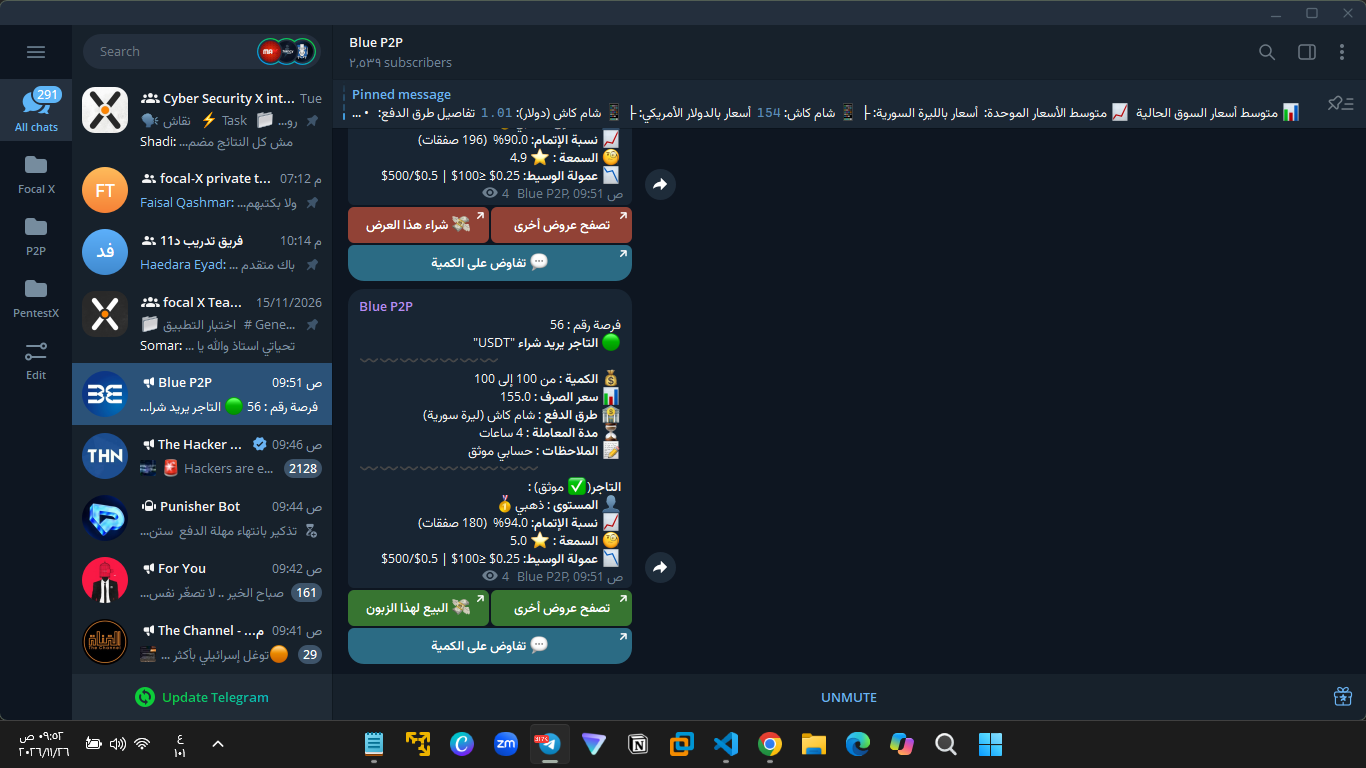 Search
291
All chats
Focal X
P2P
PentestX
Edit
Cyber Security X int...
Tue
نقاش ⚡ Task 📁 رو...
Shadi: مش كل النتائج مضم...
FT
focal-X private t...
07:12 م
Faisal Qashmar: ولا بكتبهم...
فد
فريق تدريب د11
10:14 م
Haedara Eyad: باك متقدم ...
focal X Tea...
15/11/2026
اختبار التطبيق # Gene...
Somar: تحياتي استاذ والله يا ...
Blue P2P
09:51 ص
فرصة رقم : 56 🟢 التاجر يريد شرا...
THN
The Hacker ...
09:46 ص
🚨 Hackers are e...
2128
Punisher Bot
09:44 ص
تذكير بانتهاء مهلة الدفع ستن...
For You
09:42 ص
صباح الخير .. لا تصغّر نفس...
161
The Channel - م...
09:41 ص
🟠توغل إسرائيلي بأكثر ...
29
Update Telegram
Blue P2P
٢,٥٣٩ subscribers
Pinned message
📊 متوسط أسعار السوق الحالية 📈 متوسط الأسعار الموحدة: أسعار بالليرة السورية: ├ 📱 شام كاش: 154 أسعار بالدولار الأمريكي: ├ 📱 شام كاش (دولار): 1.01 تفاصيل طرق الدفع: • ...
📈 نسبة الإتمام: 90.0% (196 صفقات)
🧐 السمعة : ⭐ 4.9
📉 عمولة الوسيط: 0.25$ ≤100$ | 0.5$/500$
4 Blue P2P, 09:51 ص
💸 شراء هذا العرض
تصفح عروض أخرى
💬 تفاوض على الكمية
Blue P2P
فرصة رقم : 56
🟢 التاجر يريد شراء "USDT"
💰 الكمية : من 100 إلى 100
📊 سعر الصرف : 155.0
🏦 طرق الدفع : شام كاش (ليرة سورية)
⏳ مدة المعاملة : 4 ساعات
📝 الملاحظات : حسابي موثق
التاجر(✅ موثق) :
👤 المستوى : ذهبي 🥇
📈 نسبة الإتمام: 94.0% (180 صفقات)
🧐 السمعة : ⭐ 5.0
📉 عمولة الوسيط: 0.25$ ≤100$ | 0.5$/500$
4 Blue P2P, 09:51 ص
💸 البيع لهذا الزبون
تصفح عروض أخرى
💬 تفاوض على الكمية
UNMUTE
٠٩:٥٢ ص
٢٠٢٦/١١/٢٦
ع
١٠١
zm